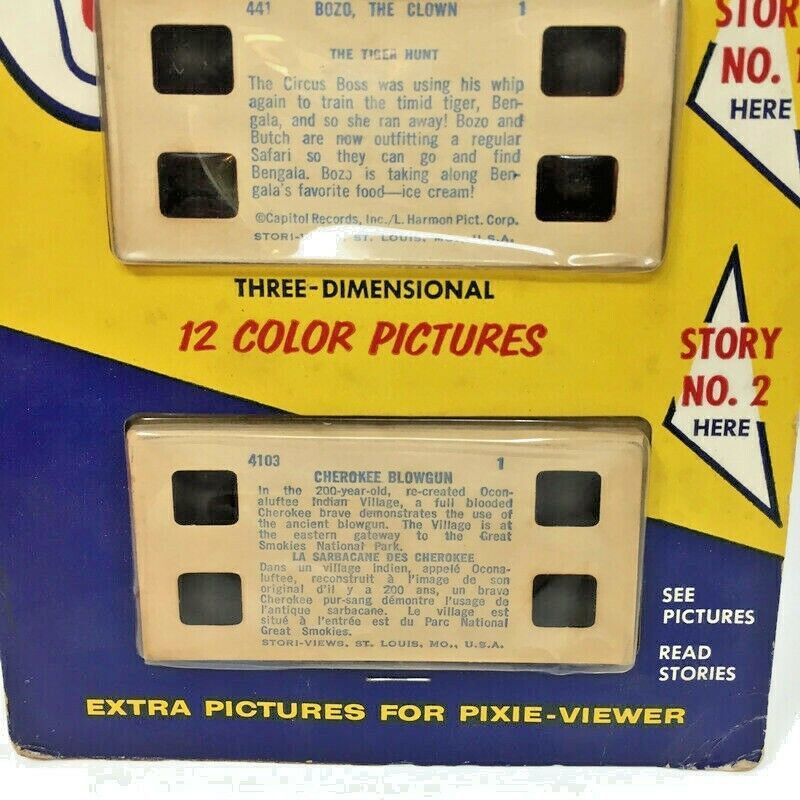 441 BOZO, THE CLOWN 1
THE TIGER HUNT
The Circus Boss was using his whip
again to train the timid tiger, Ben-
gala, and so she ran away! Bozo and
Butch are now outfitting a regular
Safari so they can go and find
Bengala. Bozo is taking along Ben-
gala's favorite food—ice cream!
©Capitol Records, Inc./L. Harmon Pict. Corp.
STORI-VIEWS, ST. LOUIS, MO., U.S.A.
STORY
NO. 1
HERE
THREE-DIMENSIONAL
12 COLOR PICTURES
STORY
NO. 2
HERE
4103 1
CHEROKEE BLOWGUN
In the 200-year-old, re-created Ocon-
aluftee Indian Village, a full blooded
Cherokee brave demonstrates the use of
the ancient blowgun. The Village is at
the eastern gateway to the Great
Smokies National Park.
LA SARBACANE DES CHEROKEE
Dans un village indien, appelé Ocona-
luftee, reconstruit à l'image de son
original d'il y a 200 ans, un brave
Cherokee pur-sang démontre l'usage de
l'antique sarbacane. Le village est
situé à l'entrée est du Parc National
Great Smokies.
STORI-VIEWS, ST. LOUIS, MO., U.S.A.
SEE
PICTURES
READ
STORIES
EXTRA PICTURES FOR PIXIE-VIEWER